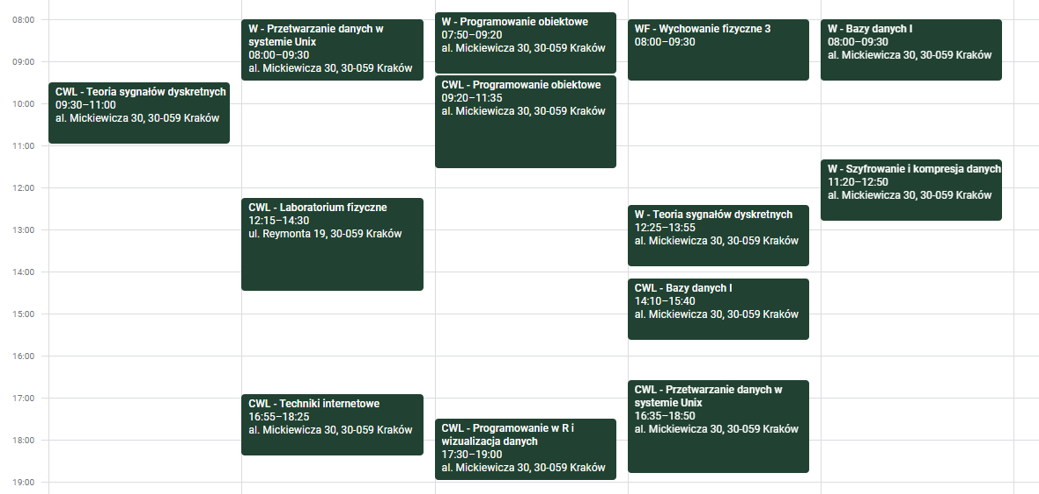 08:00
09:00
10:00
11:00
12:00
13:00
14:00
15:00
16:00
17:00
18:00
19:00
CWL - Teoria sygnałów dyskretnych
09:30–11:00
al. Mickiewicza 30, 30-059 Kraków
W - Przetwarzanie danych w
systemie Unix
08:00–09:30
al. Mickiewicza 30, 30-059 Kraków
CWL - Laboratorium fizyczne
12:15–14:30
ul. Reymonta 19, 30-059 Kraków
CWL - Techniki internetowe
16:55–18:25
al. Mickiewicza 30, 30-059 Kraków
W - Programowanie obiektowe
07:50–09:20
al. Mickiewicza 30, 30-059 Kraków
CWL - Programowanie obiektowe
09:20–11:35
al. Mickiewicza 30, 30-059 Kraków
CWL - Programowanie w R i
wizualizacja danych
17:30–19:00
al. Mickiewicza 30, 30-059 Kraków
WF - Wychowanie fizyczne 3
08:00–09:30
W - Teoria sygnałów dyskretnych
12:25–13:55
al. Mickiewicza 30, 30-059 Kraków
CWL - Bazy danych I
14:10–15:40
al. Mickiewicza 30, 30-059 Kraków
CWL - Przetwarzanie danych w
systemie Unix
16:35–18:50
al. Mickiewicza 30, 30-059 Kraków
W - Bazy danych I
08:00–09:30
al. Mickiewicza 30, 30-059 Kraków
W - Szyfrowanie i kompresja danych
11:20–12:50
al. Mickiewicza 30, 30-059 Kraków